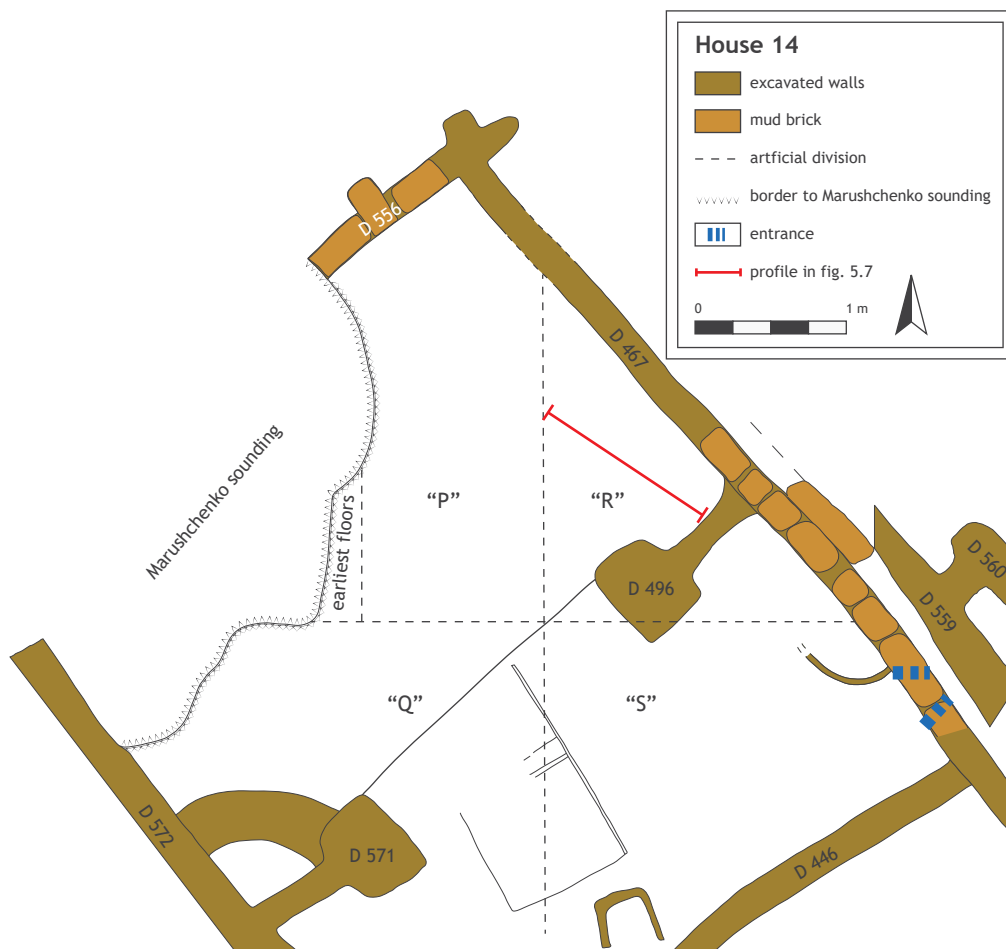 House 14
excavated walls
mud brick
artficial division
border to Marushchenko sounding
entrance
profile in fig. 5.7
0 1 m
D 556
D 467
Marushchenko sounding
earliest floors
“P”
“R”
D 496
D 560
D 559
“Q”
“S”
D 572
D 571
D 446